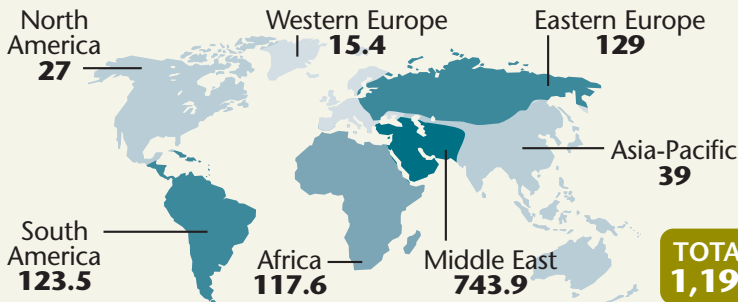 North
America
27
Western Europe
15.4
Eastern Europe
129
Asia-Pacific
39
South
America
123.5
Africa
117.6
Middle East
743.9